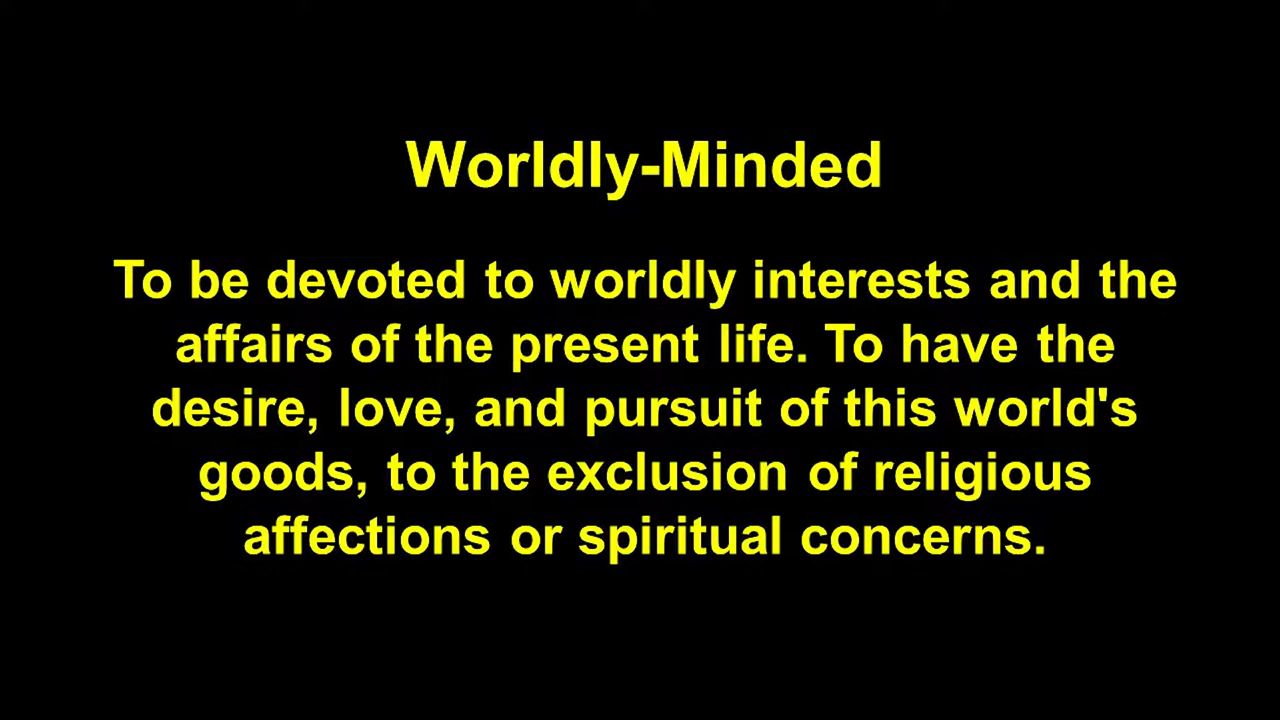 Worldly-Minded
To be devoted to worldly interests and the
affairs of the present life. To have the
desire, love, and pursuit of this world's
goods, to the exclusion of religious
affections or spiritual concerns.